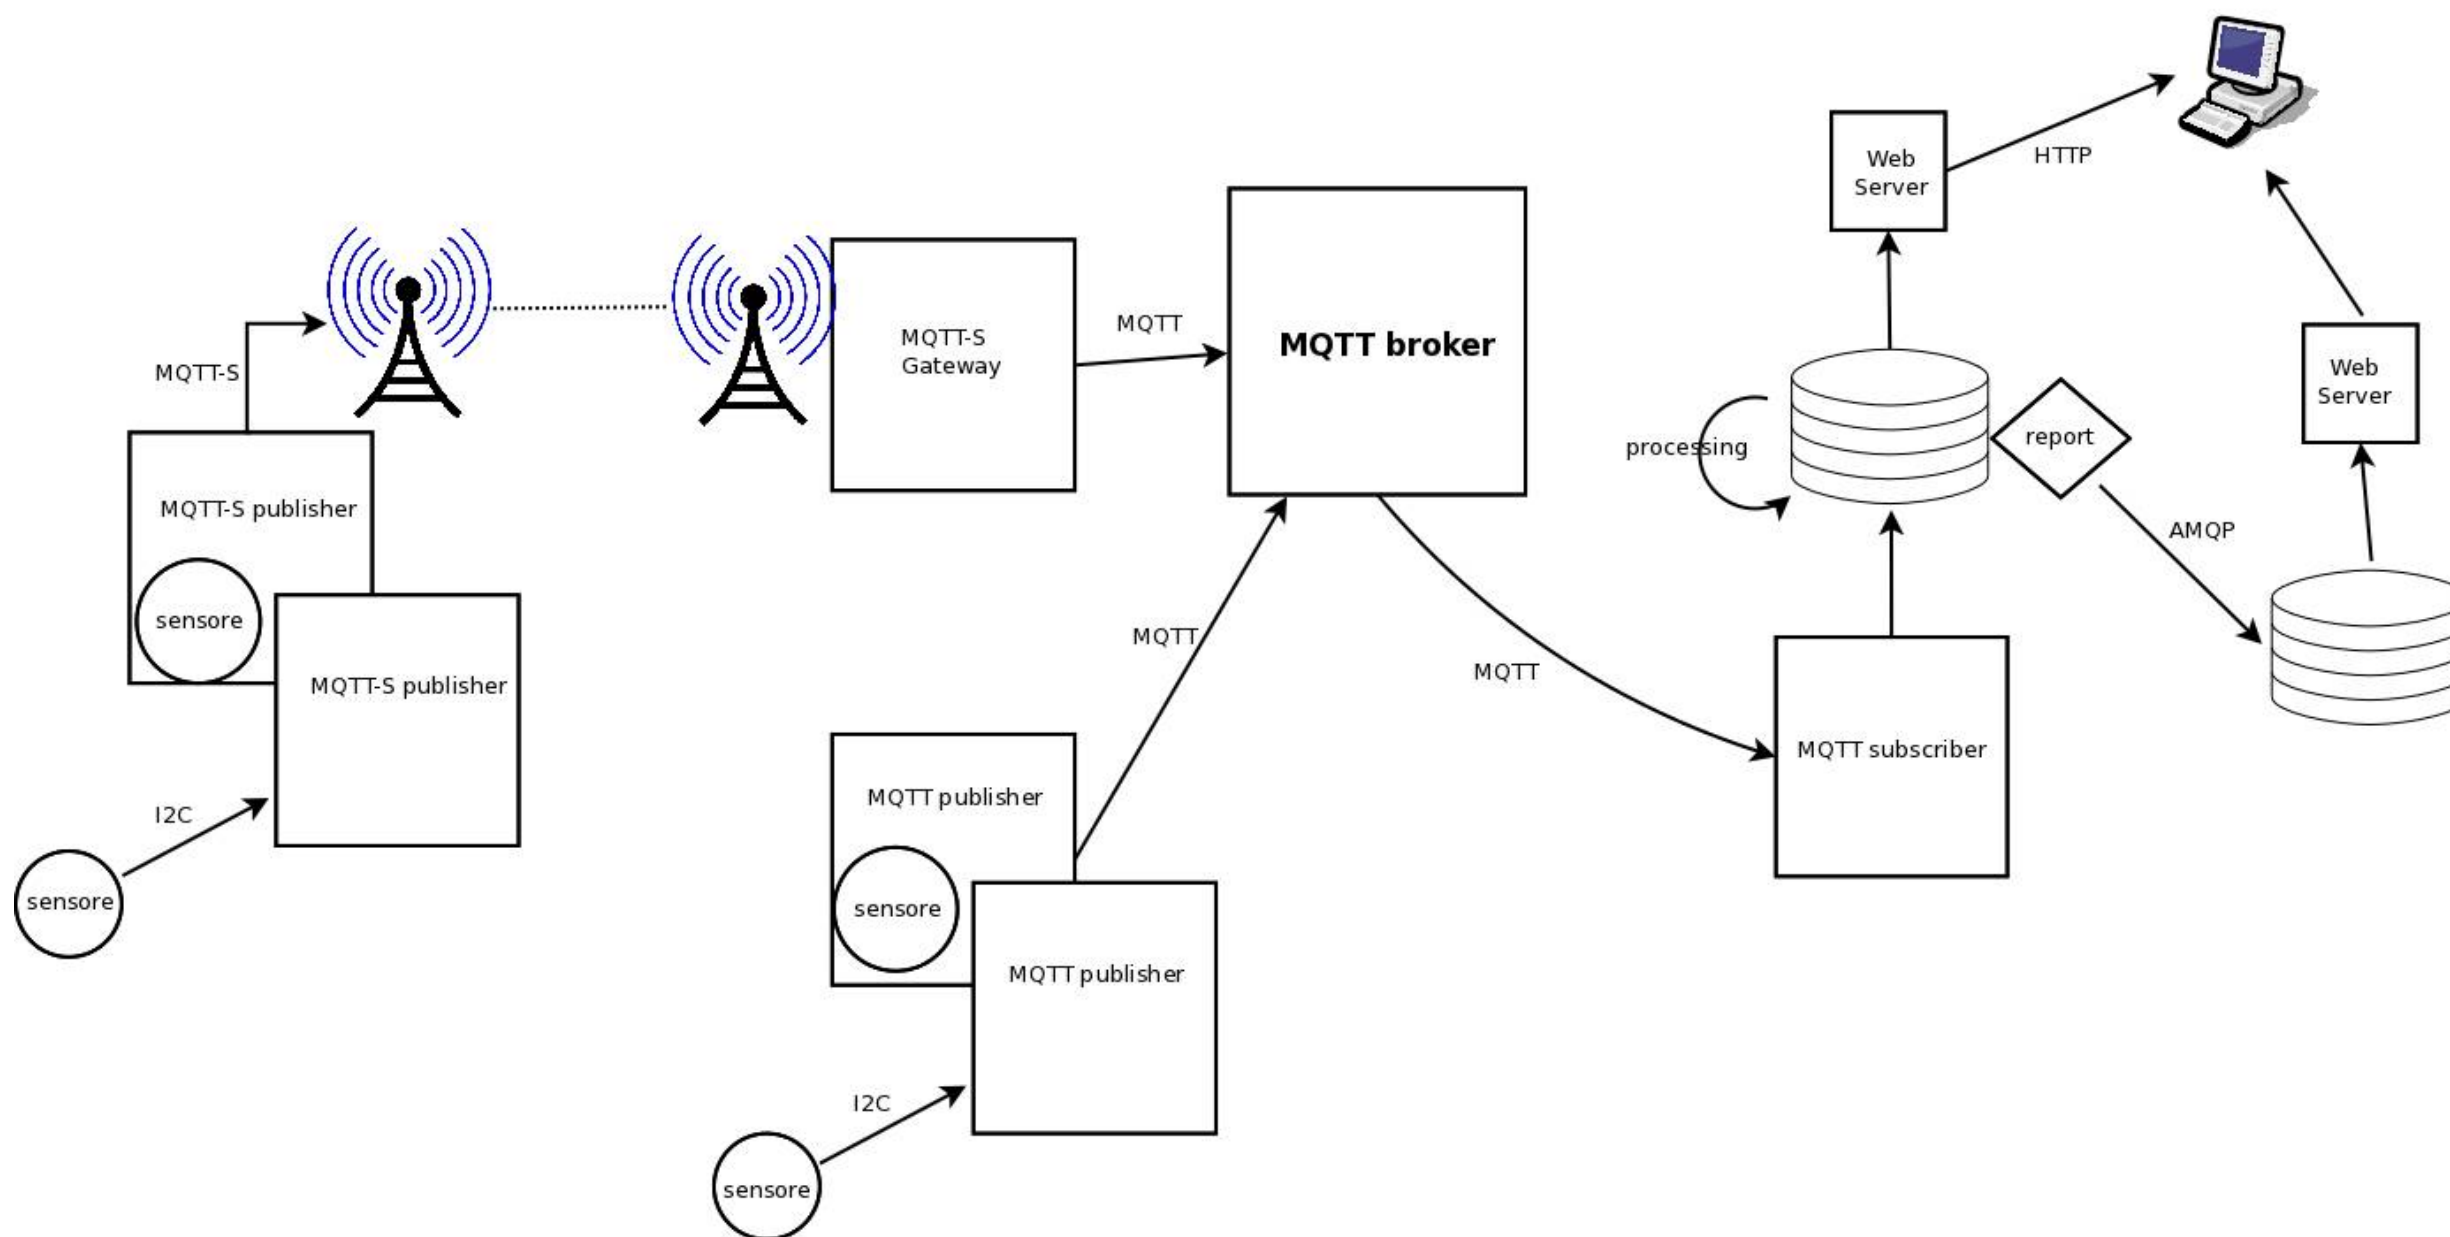 Web
Server
HTTP
MQTT-S
Gateway
MQTT
MQTT broker
MQTT-S
Web
Server
processing
report
MQTT-S publisher
AMQP
sensore
MQTT
MQTT
MQTT-S publisher
MQTT subscriber
I2C
MQTT publisher
sensore
sensore
MQTT publisher
I2C
sensore